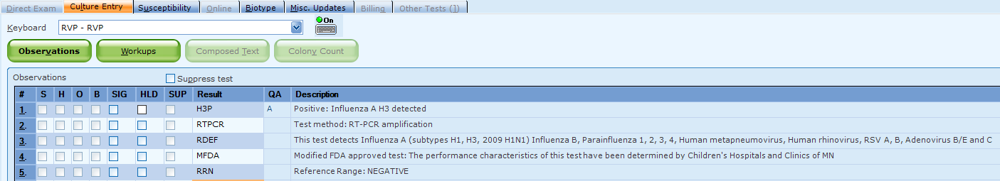 Direct Exam Culture Entry Susceptibility Online Biotype Misc. Updates Billing Other Tests (])
Keyboard RVP - RVP On
Observations Workups Composed Text Colony Count
Observations Suppress test
# S H O B SIG HLD SUP Result QA Description
1. H3P A Positive: Influenza A H3 detected
2. RTPCR Test method: RT-PCR amplification
3. RDEF This test detects Influenza A (subtypes H1, H3, 2009 H1N1) Influenza B, Parainfluenza 1, 2, 3, 4, Human metapneumovirus, Human rhinovirus, RSV A, B, Adenovirus B/E and C
4. MFDA Modified FDA approved test: The performance characteristics of this test have been determined by Children's Hospitals and Clinics of MN
5. RRN Reference Range: NEGATIVE